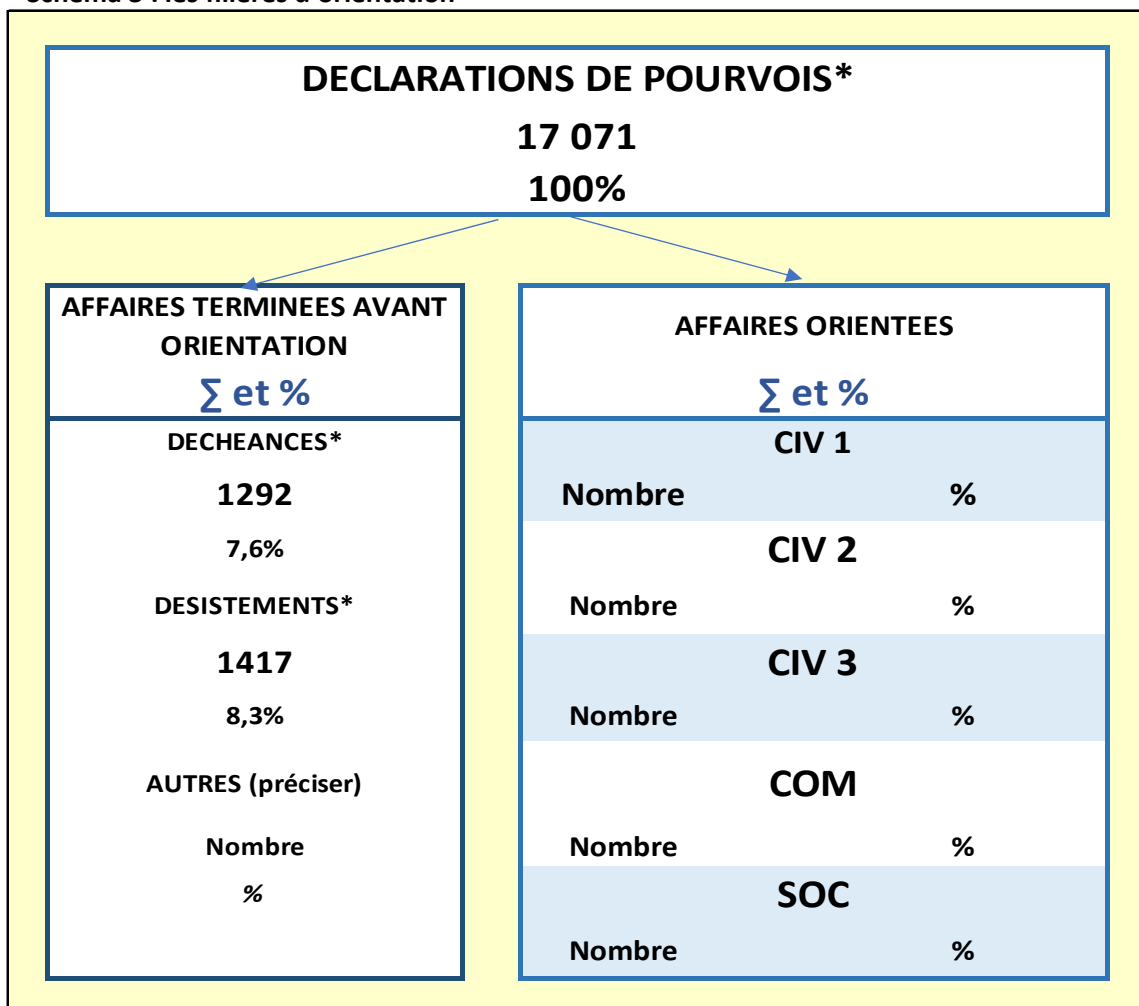 DECLARATIONS DE POURVOIS*
17 071
100%
AFFAIRES TERMINEES AVANT
ORIENTATION
∑ et %
DECHEANCES*
1292
7,6%
DESISTEMENTS*
1417
8,3%
AUTRES (préciser)
Nombre
%
AFFAIRES ORIENTEES
∑ et %
CIV 1
Nombre %
CIV 2
Nombre %
CIV 3
Nombre %
COM
Nombre %
SOC
Nombre %